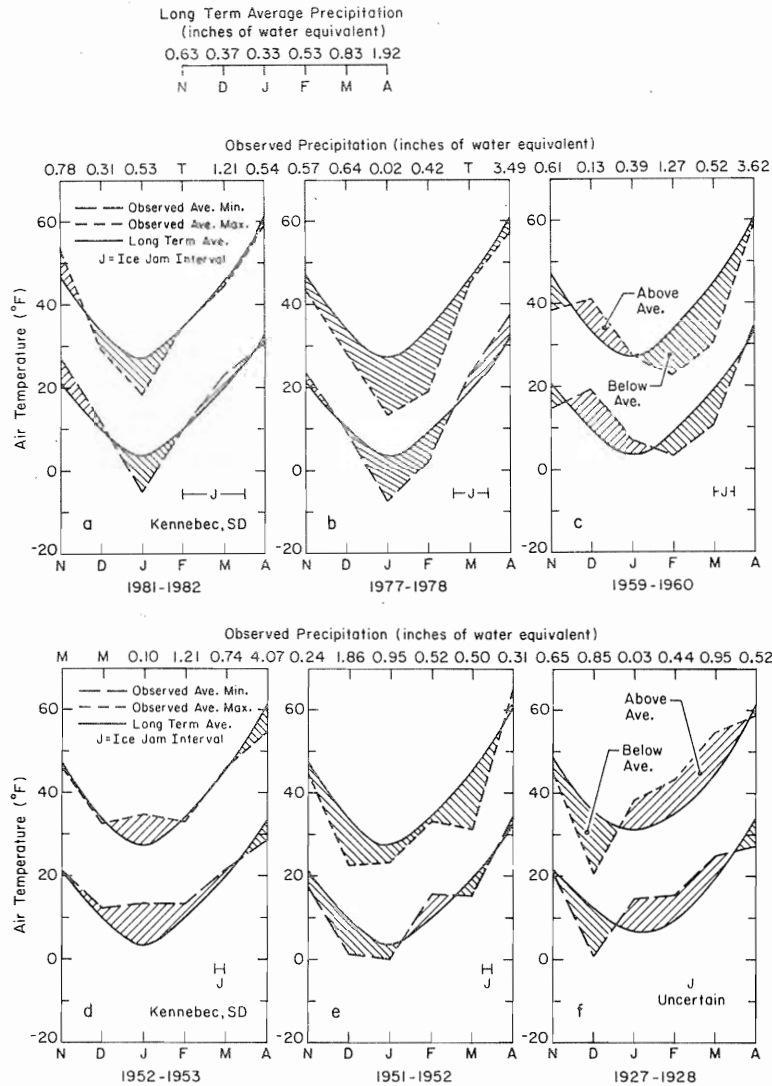 Long Term Average Precipitation
(inches of water equivalent)
0.63 0.37 0.33 0.53 0.83 1.92
N D J F M A
Observed Precipitation (inches of water equivalent)
0.78 0.31 0.53 T 1.21 0.54 0.57 0.64 0.02 0.42 T 3.49 0.61 0.13 0.39 1.27 0.52 3.62
Observed Ave. Min.
Observed Ave. Max.
Long Term Ave.
J = Ice Jam Interval
Above
Ave.
Below
Ave.
Air Temperature (°F)
60
40
20
0
-20
J
J
J
a Kennebec, SD
b
c
N D J F M A N D J F M A N D J F M A
1981-1982
1977-1978
1959-1960
Observed Precipitation (inches of water equivalent)
M M 0.10 1.21 0.74 4.07 0.24 1.86 0.95 0.52 0.50 0.31 0.65 0.85 0.03 0.44 0.95 0.52
Observed Ave. Min.
Observed Ave. Max.
Long Term Ave.
J = Ice Jam Interval
Above
Ave.
Below
Ave.
Air Temperature (°F)
60
40
20
0
-20
J
J
J
Uncertain
d Kennebec, SD
e
f
N D J F M A N D J F M A N D J F M A
1952-1953
1951-1952
1927-1928